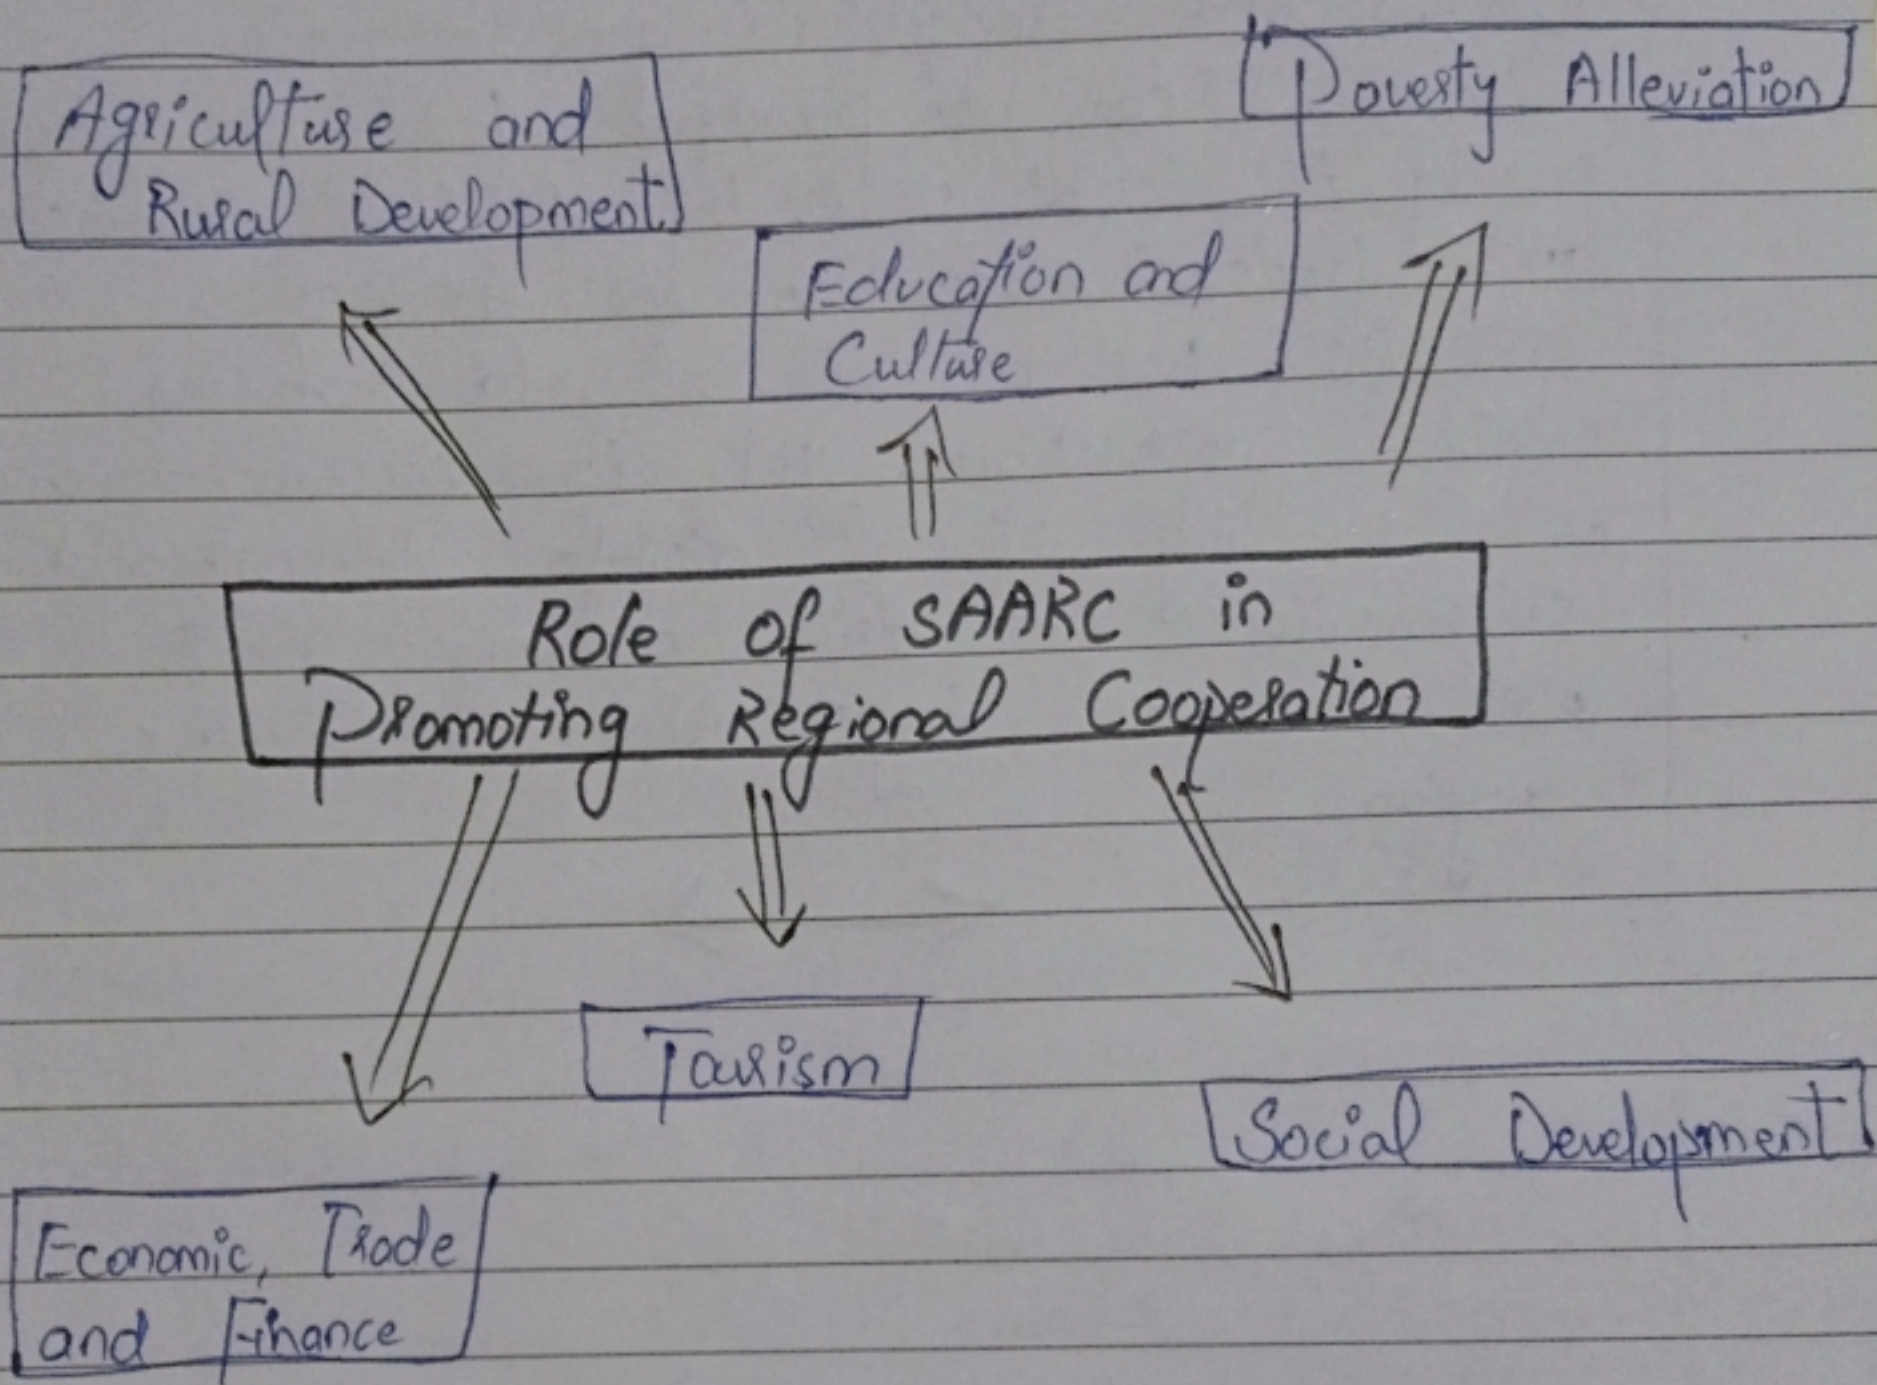 Agriculture and
Rural Development
Poverty Alleviation
Education and
Culture
Role of SAARC in
Promoting Regional Cooperation
Tourism
Social Development
Economic, Trade
and Finance